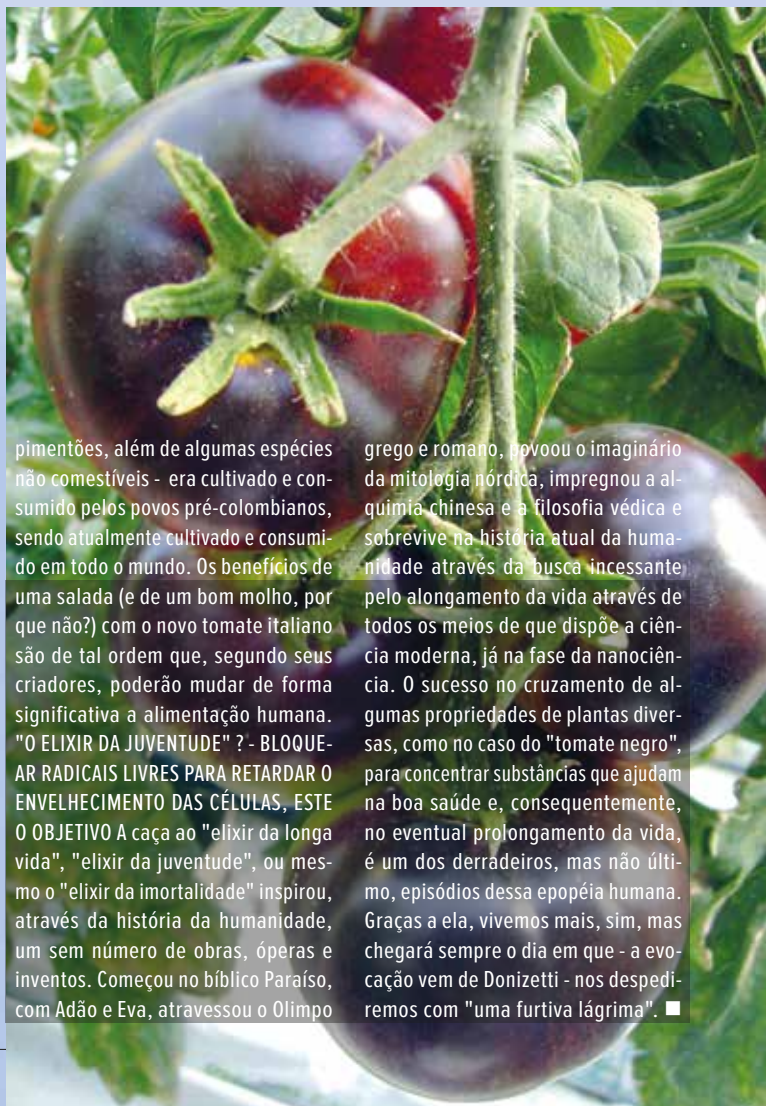 pimentões, além de algumas espécies
não comestíveis - era cultivado e con-
sumido pelos povos pré-colombianos,
sendo atualmente cultivado e consumi-
do em todo o mundo. Os benefícios de
uma salada (e de um bom molho, por
que não?) com o novo tomate italiano
são de tal ordem que, segundo seus
criadores, poderão mudar de forma
significativa a alimentação humana.
"O ELIXIR DA JUVENTUDE" ? - BLOQUE-
AR RADICAIS LIVRES PARA RETARDAR O
ENVELHECIMENTO DAS CÉLULAS, ESTE
O OBJETIVO A caça ao "elixir da longa
vida", "elixir da juventude", ou mes-
mo o "elixir da imortalidade" inspirou,
através da história da humanidade,
um sem número de obras, óperas e
inventos. Começou no bíblico Paraíso,
com Adão e Eva, atravessou o Olimpo
grego e romano, povoou o imaginário
da mitologia nórdica, impregnou a al-
quimia chinesa e a filosofia védica e
sobrevive na história atual da huma-
nidade através da busca incessante
pelo alongamento da vida através de
todos os meios de que dispõe a ciên-
cia moderna, já na fase da nanociên-
cia. O sucesso no cruzamento de al-
gumas propriedades de plantas diver-
sas, como no caso do "tomate negro",
para concentrar substâncias que ajudam
na boa saúde e, consequentemente,
no eventual prolongamento da vida,
é um dos derradeiros, mas não últi-
mo, episódios dessa epopéia humana.
Graças a ela, vivemos mais, sim, mas
chegará sempre o dia em que - a evo-
cação vem de Donizetti - nos despedi-
remos com "uma furtiva lágrima". ■